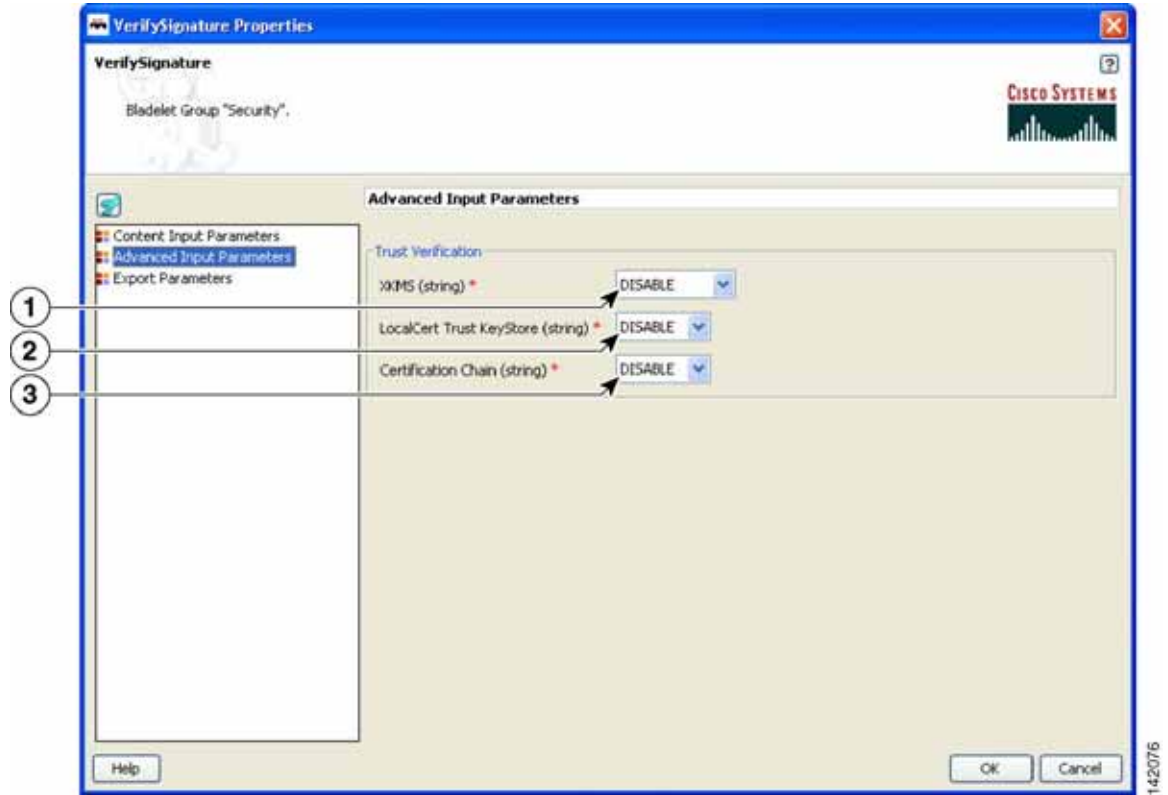 VerifySignature Properties
VerifySignature
Bladelet Group "Security".
CISCO SYSTEMS
Advanced Input Parameters
Content Input Parameters
Advanced Input Parameters
Export Parameters
Trust Verification
XKMS (string) * DISABLE
LocalCert Trust KeyStore (string) * DISABLE
Certification Chain (string) * DISABLE
1
2
3
Help
OK
Cancel
142076